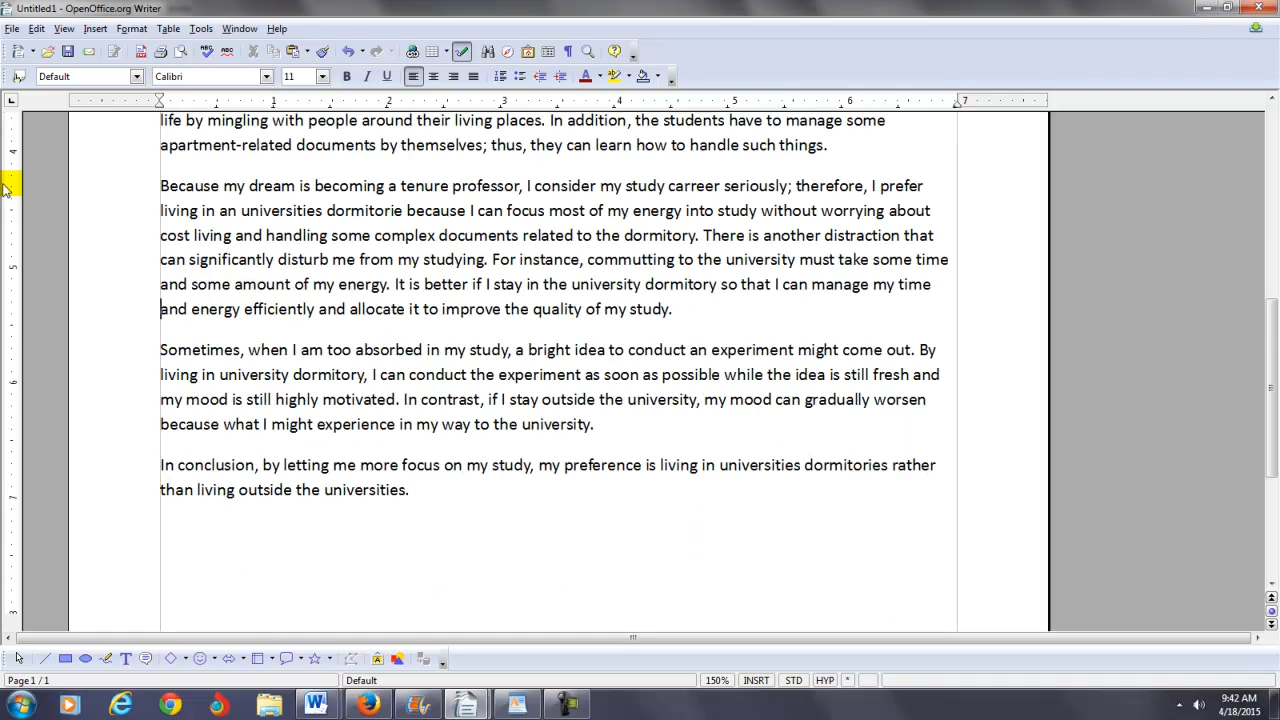 Untitled1 - OpenOffice.org Writer
File Edit View Insert Format Table Tools Window Help
Default Calibri 11
1 2 3 4 5 6 7
life by mingling with people around their living places. In addition, the students have to manage some
apartment-related documents by themselves; thus, they can learn how to handle such things.
Because my dream is becoming a tenure professor, I consider my study carreer seriously; therefore, I prefer
living in an universities dormitorie because I can focus most of my energy into study without worrying about
cost living and handling some complex documents related to the dormitory. There is another distraction that
can significantly disturb me from my studying. For instance, commutting to the university must take some time
and some amount of my energy. It is better if I stay in the university dormitory so that I can manage my time
and energy efficiently and allocate it to improve the quality of my study.
Sometimes, when I am too absorbed in my study, a bright idea to conduct an experiment might come out. By
living in university dormitory, I can conduct the experiment as soon as possible while the idea is still fresh and
my mood is still highly motivated. In contrast, if I stay outside the university, my mood can gradually worsen
because what I might experience in my way to the university.
In conclusion, by letting me more focus on my study, my preference is living in universities dormitories rather
than living outside the universities.
4
5
6
7
8
Page 1 / 1 Default 150% INSRT STD HYP *
9:42 AM
4/18/2015